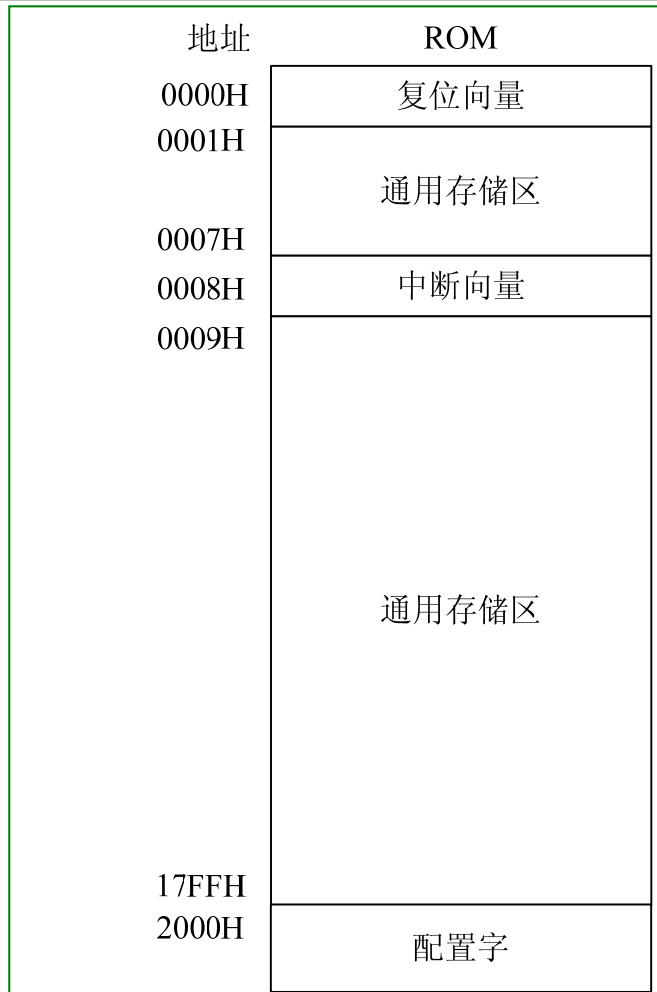 地址 ROM
0000H 复位向量
0001H
通用存储区
0007H
0008H 中断向量
0009H
通用存储区
17FFH
2000H
配置字